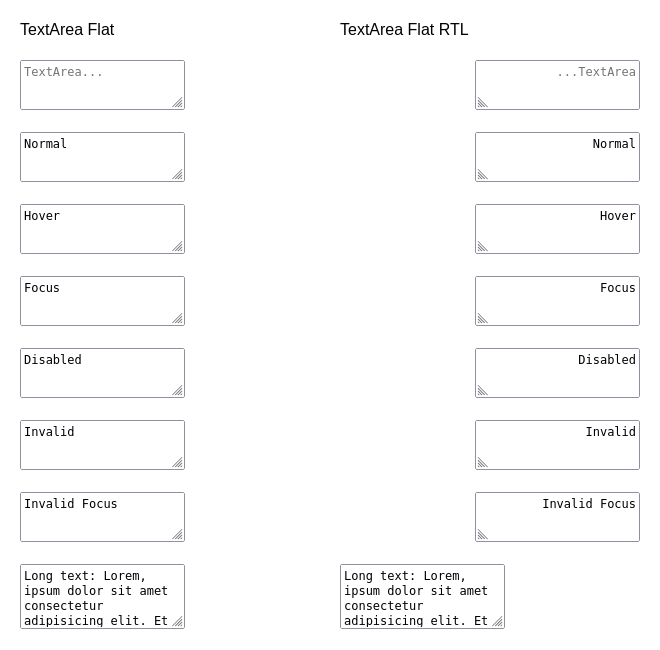 TextArea Flat
TextArea...
Normal
Hover
Focus
Disabled
Invalid
Invalid Focus
Long text: Lorem,
ipsum dolor sit amet
consectetur
adipisicing elit. Et
TextArea Flat RTL
...TextArea
Normal
Hover
Focus
Disabled
Invalid
Invalid Focus
Long text: Lorem,
ipsum dolor sit amet
consectetur
adipisicing elit. Et